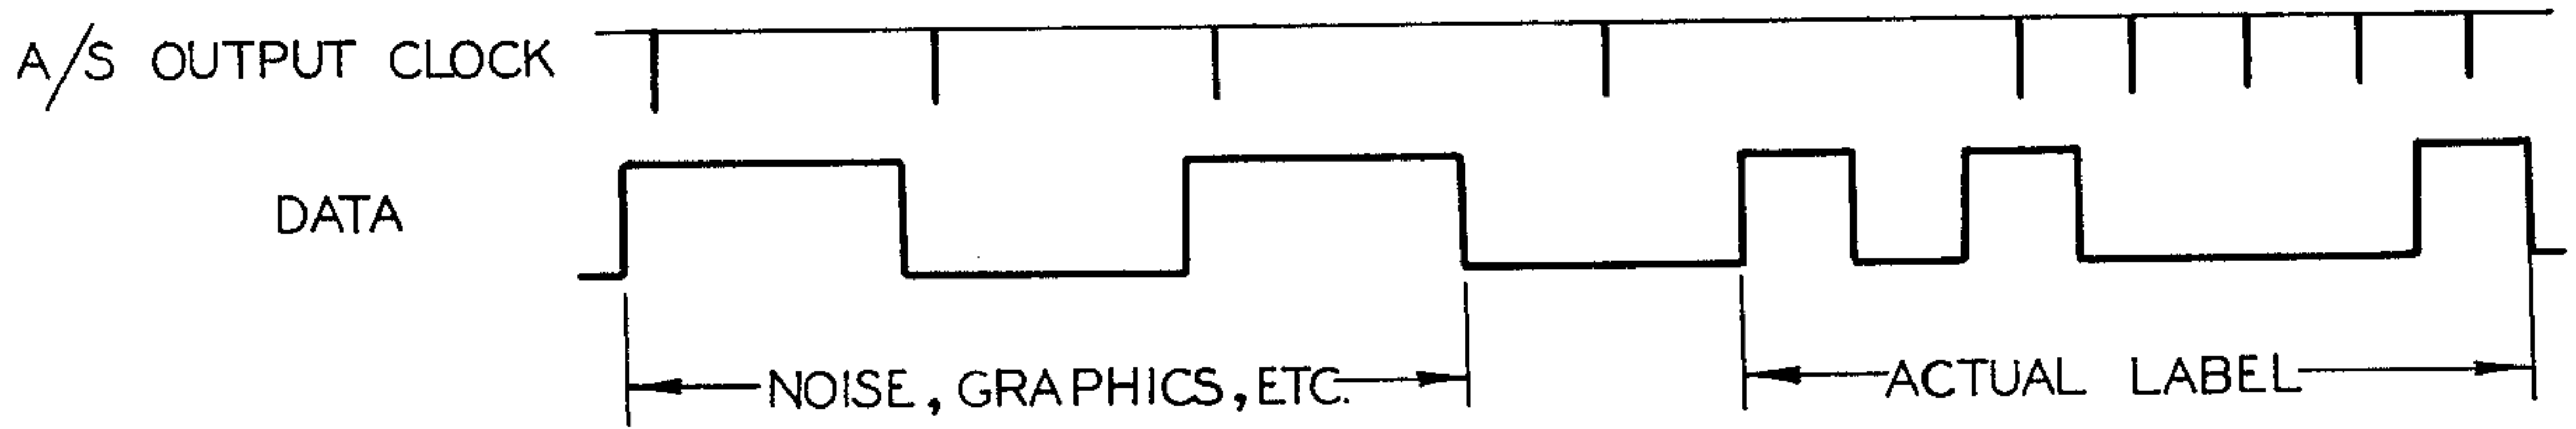 A/S OUTPUT CLOCK
DATA
NOISE, GRAPHICS, ETC.
ACTUAL LABEL